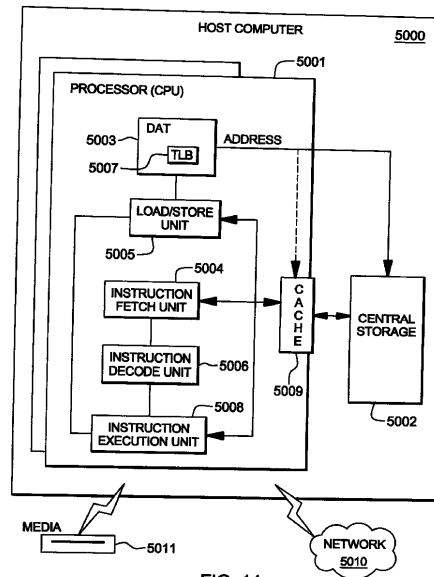 HOST COMPUTER
5000
5001
PROCESSOR (CPU)
DAT
5003
ADDRESS
5007
TLB
LOAD/STORE
UNIT
5005
5004
INSTRUCTION
FETCH UNIT
CACHE
5009
CENTRAL
STORAGE
5002
INSTRUCTION
DECODE UNIT
5006
5008
INSTRUCTION
EXECUTION UNIT
MEDIA
5011
NETWORK
5010